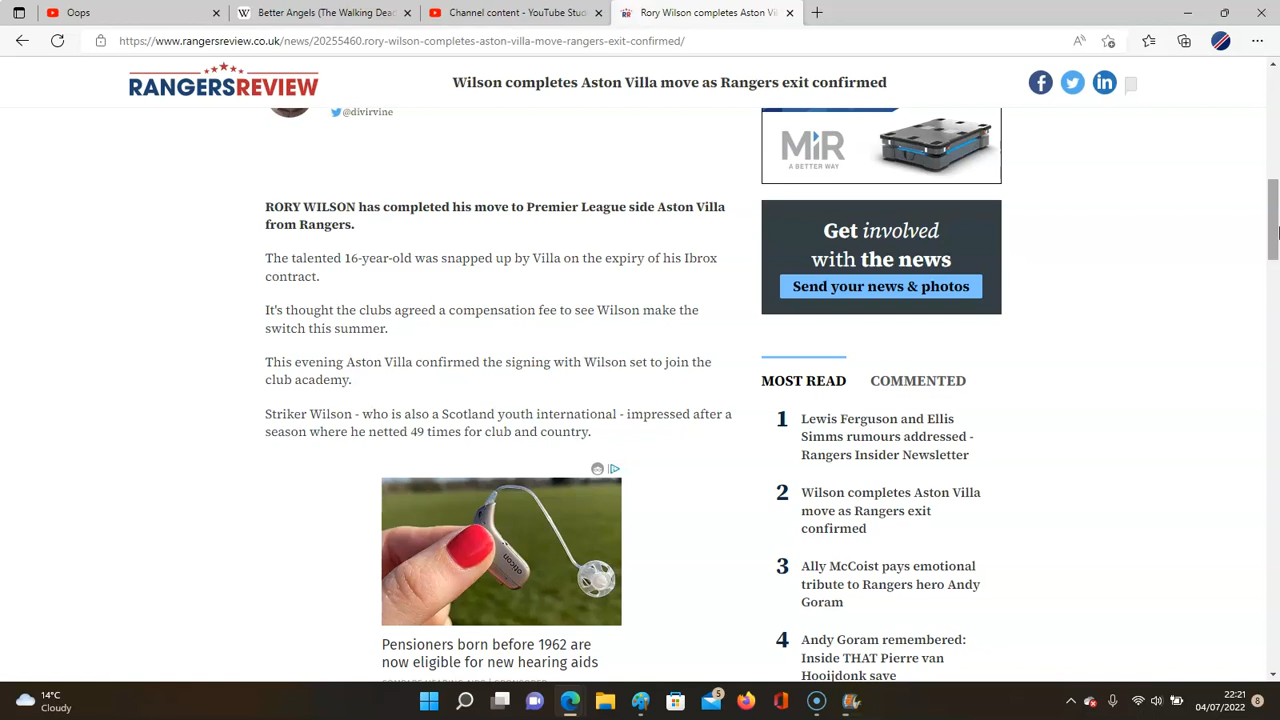 Oops
Better Angels (The Walking Dead
Channel content - YouTube Stud
Rory Wilson completes Aston Vi
https://www.rangersreview.co.uk/news/20255460.rory-wilson-completes-aston-villa-move-rangers-exit-confirmed/
RANGERSREVIEW
Wilson completes Aston Villa move as Rangers exit confirmed
@divirvine
MiR
A BETTER WAY
RORY WILSON has completed his move to Premier League side Aston Villa
from Rangers.
The talented 16-year-old was snapped up by Villa on the expiry of his Ibrox
contract.
It's thought the clubs agreed a compensation fee to see Wilson make the
switch this summer.
This evening Aston Villa confirmed the signing with Wilson set to join the
club academy.
Striker Wilson - who is also a Scotland youth international - impressed after a
season where he netted 49 times for club and country.
oticon
Pensioners born before 1962 are
now eligible for new hearing aids
Get involved
with the news
Send your news & photos
MOST READ COMMENTED
1 Lewis Ferguson and Ellis
Simms rumours addressed -
Rangers Insider Newsletter
2 Wilson completes Aston Villa
move as Rangers exit
confirmed
3 Ally McCoist pays emotional
tribute to Rangers hero Andy
Goram
4 Andy Goram remembered:
Inside THAT Pierre van
Hooijdonk save
14°C
Cloudy
5
22:21
04/07/2022
8